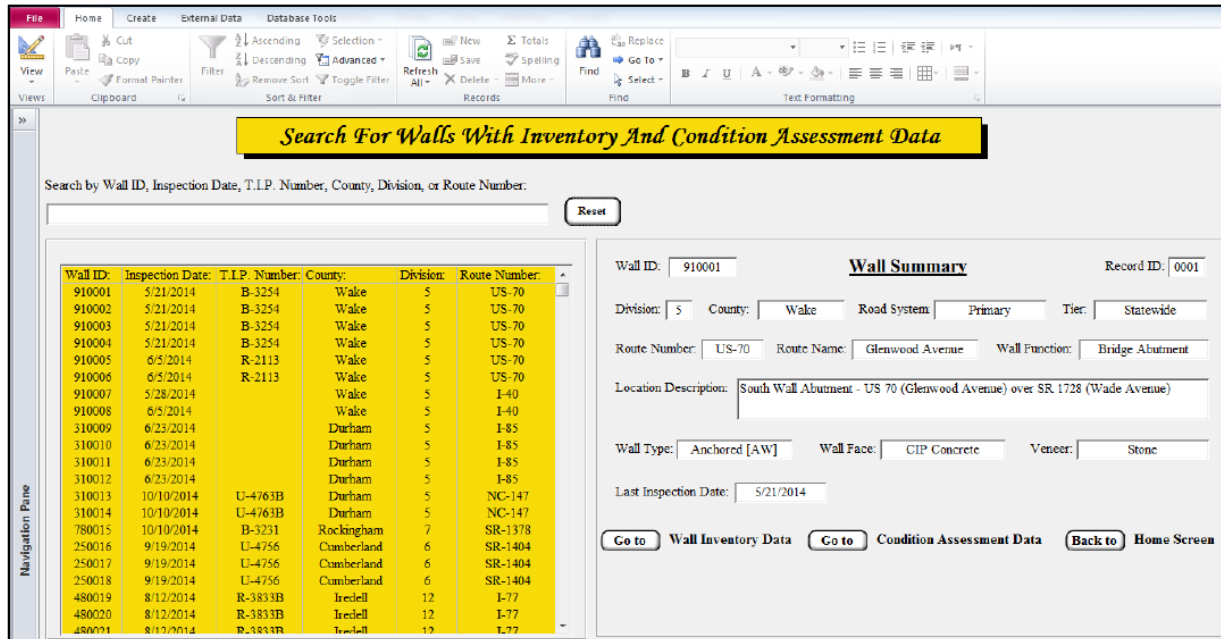 File Home Create External Data Database Tools
View
Views
Paste
Cut
Copy
Format Painter
Clipboard
Filter
Ascending
Descending
Remove Sort
Selection
Advanced
Toggle Filter
Sort & Filter
Refresh All
New
Save
Delete
Totals
Spelling
More
Records
Find
Replace
Go To
Select
Find
B I U A
Text Formatting
Navigation Pane
Search For Walls With Inventory And Condition Assessment Data
Search by Wall ID, Inspection Date, T.I.P. Number, County, Division, or Route Number:
Reset
Wall ID: Inspection Date: T.I.P. Number: County: Division: Route Number:
910001 5/21/2014 B-3254 Wake 5 US-70
910002 5/21/2014 B-3254 Wake 5 US-70
910003 5/21/2014 B-3254 Wake 5 US-70
910004 5/21/2014 B-3254 Wake 5 US-70
910005 6/5/2014 R-2113 Wake 5 US-70
910006 6/5/2014 R-2113 Wake 5 US-70
910007 5/28/2014 Wake 5 I-40
910008 6/5/2014 Wake 5 I-40
310009 6/23/2014 Durham 5 I-85
310010 6/23/2014 Durham 5 I-85
310011 6/23/2014 Durham 5 I-85
310012 6/23/2014 Durham 5 I-85
310013 10/10/2014 U-4763B Durham 5 NC-147
310014 10/10/2014 U-4763B Durham 5 NC-147
780015 10/10/2014 B-3231 Rockingham 7 SR-1378
250016 9/19/2014 U-4756 Cumberland 6 SR-1404
250017 9/19/2014 U-4756 Cumberland 6 SR-1404
250018 9/19/2014 U-4756 Cumberland 6 SR-1404
480019 8/12/2014 R-3833B Iredell 12 I-77
480020 8/12/2014 R-3833B Iredell 12 I-77
480021 8/12/2014 R-3833B Iredell 12 I-77
Wall ID: 910001 Wall Summary Record ID: 0001
Division: 5 County: Wake Road System: Primary Tier: Statewide
Route Number: US-70 Route Name: Glenwood Avenue Wall Function: Bridge Abutment
Location Description: South Wall Abutment - US 70 (Glenwood Avenue) over SR 1728 (Wade Avenue)
Wall Type: Anchored [AW] Wall Face: CIP Concrete Veneer: Stone
Last Inspection Date: 5/21/2014
Go to Wall Inventory Data Go to Condition Assessment Data Back to Home Screen